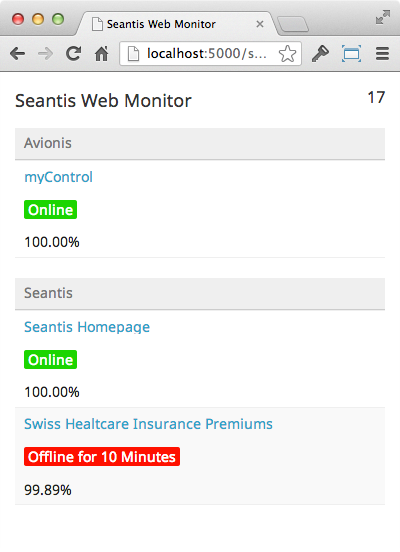 Seantis Web Monitor
localhost:5000/s...
Seantis Web Monitor
17
Avionis
myControl
Online
100.00%
Seantis
Seantis Homepage
Online
100.00%
Swiss Healtcare Insurance Premiums
Offline for 10 Minutes
99.89%